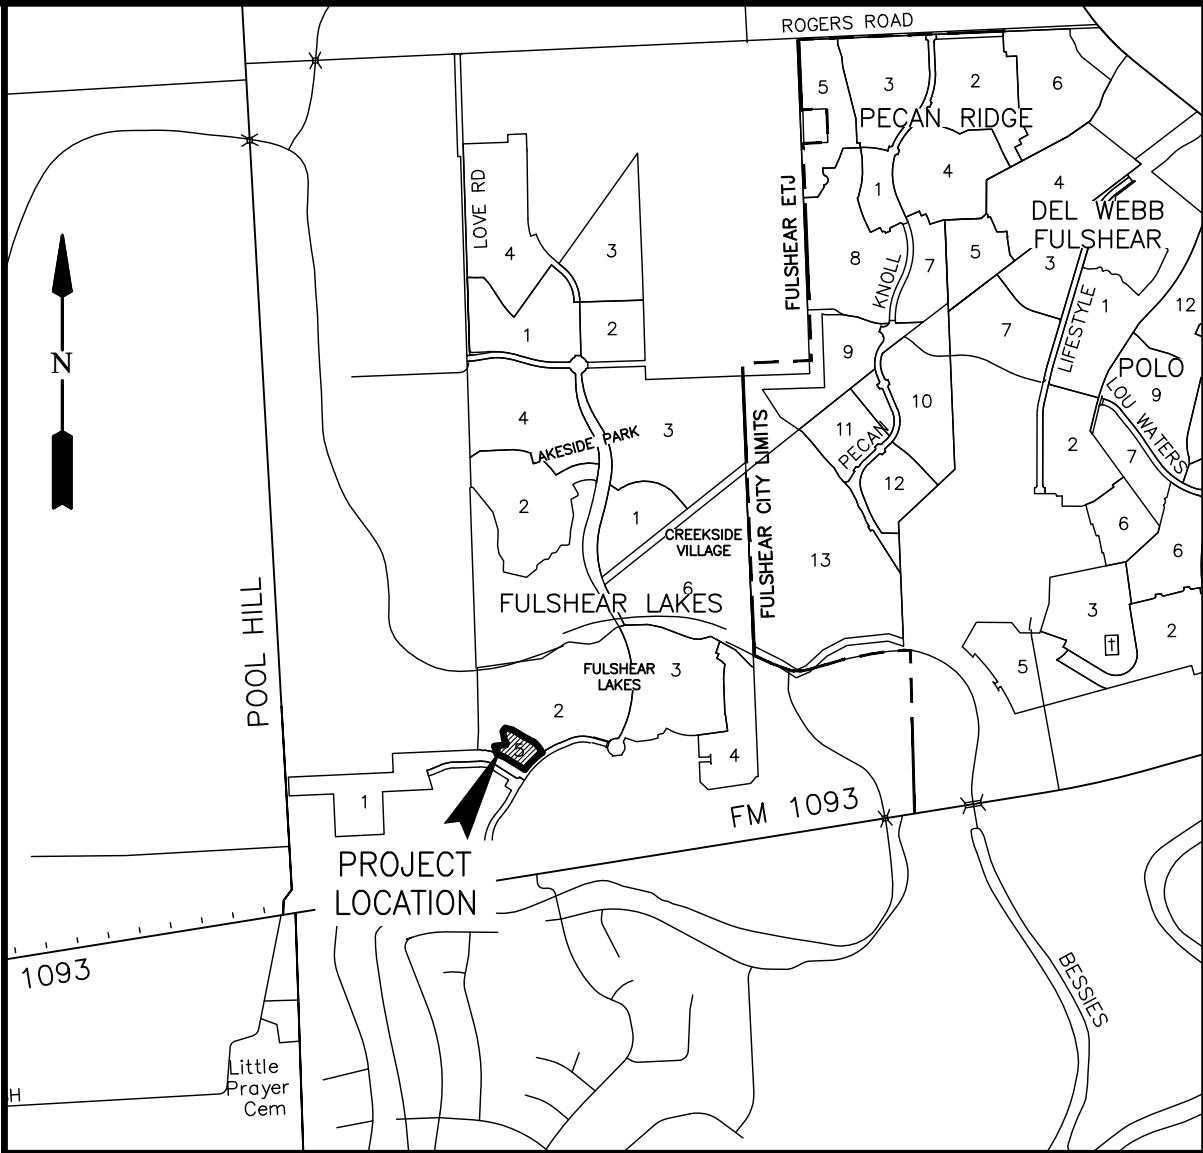 ROGERS ROAD
5
3
2
6
PECAN RIDGE
4
1
LOVE RD
4
3
FULSHEAR ETJ
4
DEL WEBB
FULSHEAR
8
KNOLL
7
5
3
LIFESTYLE
1
12
1
2
7
9
POLO
9
N
4
LAKESIDE PARK
3
FULSHEAR CITY LIMITS
10
11
PECAN
12
LOU WATERS
2
7
2
1
CREEKSIDE
VILLAGE
13
6
6
6
FULSHEAR LAKES
3
2
5
POOL HILL
FULSHEAR
LAKES
3
2
5
4
1
FM 1093
PROJECT
LOCATION
1093
BESSIES
Little
Prayer
Cem